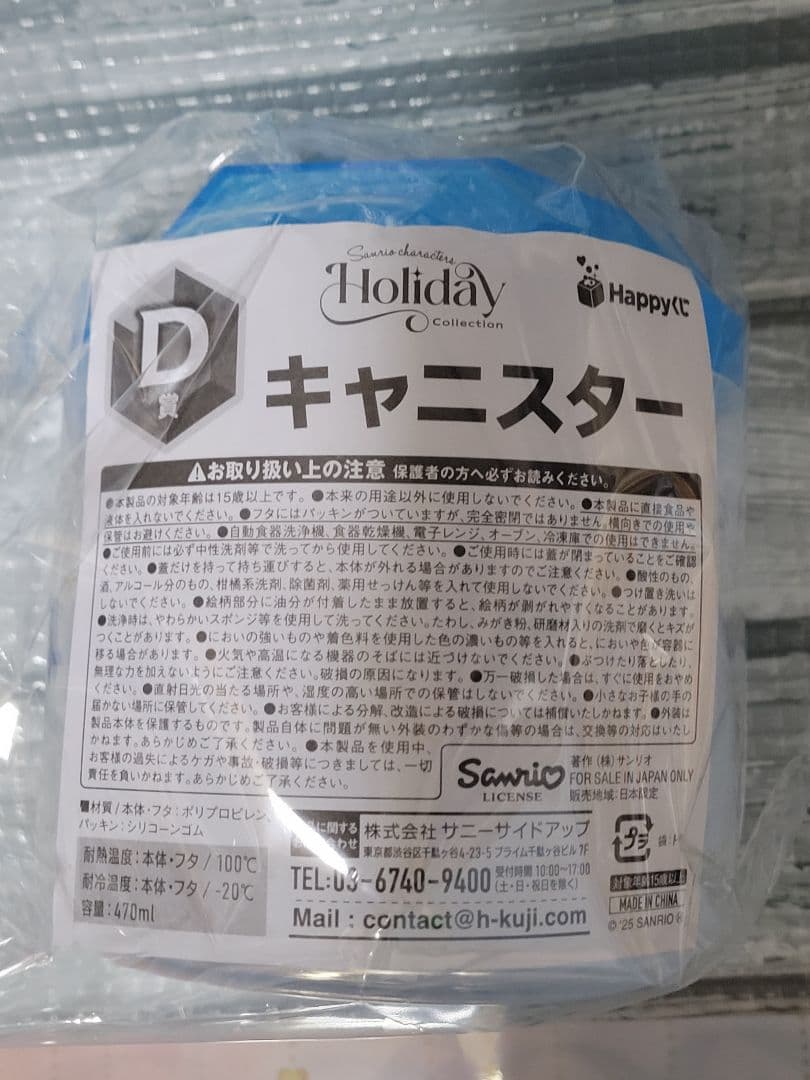 Sanrio characters
Holiday
Collection
Happyくじ
D
賞
キャニスター
お取り扱い上の注意 保護者の方へ必ずお読みください。
●本製品の対象年齢は15歳以上です。●本来の用途以外に使用しないでください。●本製品に直接食品や
液体を入れないでください。●フタにはパッキンがついていますが、完全密閉ではありません。横向きでの使用や
保管はお避けください。●自動食器洗浄機、食器乾燥機、電子レンジ、オーブン、冷凍庫での使用はできません。
●ご使用前には必ず中性洗剤等で洗ってから使用してください。●ご使用時には蓋が閉まっていることをご確認
ください。●蓋だけを持って持ち運びすると、本体が外れる場合がありますのでご注意ください。●酸性のもの、
酒、アルコール分のもの、柑橘系洗剤、除菌剤、薬用せっけん等を入れて使用しないでください。●つけ置き洗いは
しないでください。●絵柄部分に油分が付着したまま放置すると、絵柄が剥がれやすくなることがあります。
●洗浄時は、やわらかいスポンジ等を使用して洗ってください。たわし、みがき粉、研磨材入りの洗剤で磨くとキズが
つくことがあります。●においの強いものや着色料を使用した色の濃いもの等を入れると、においや色が容器に
移る場合があります。●火気や高温になる機器のそばには近づけないでください。●ぶつけたり落としたり、
無理な力を加えないようにご注意ください。破損の原因になります。●万一破損した場合は、すぐに使用をおやめ
ください。●直射日光の当たる場所や、湿度の高い場所での保管はしないでください。●小さなお子様の手の
届かない場所に保管してください。●お客様による分解、改造による破損については補償いたしかねます。●外装は
製品本体を保護するものです。製品自体に問題が無い外装のわずかな傷等の場合は、交換等の対応はいたし
かねます。あらかじめご了承ください。●本製品を使用中、
お客様の過失によるケガや事故・破損等につきましては、一切
責任を負いかねます。あらかじめご了承ください。
Sanrio
LICENSE
著作 (株) サンリオ
FOR SALE IN JAPAN ONLY
販売地域:日本限定
■材質/本体・フタ:ポリプロピレン、
パッキン:シリコーンゴム
耐熱温度:本体・フタ/100℃
耐冷温度:本体・フタ/-20℃
容量:470ml
に関する
合わせ
株式会社 サニーサイドアップ
東京都渋谷区千駄ヶ谷4-23-5 プライム千駄ヶ谷ビル 7F
TEL:03-6740-9400 受付時間 10:00~17:00
(土・日・祝日を除く)
Mail : contact@h-kuji.com
プラ
袋
対象年齢15歳以上
MADE IN CHINA
© '25 SANRIO